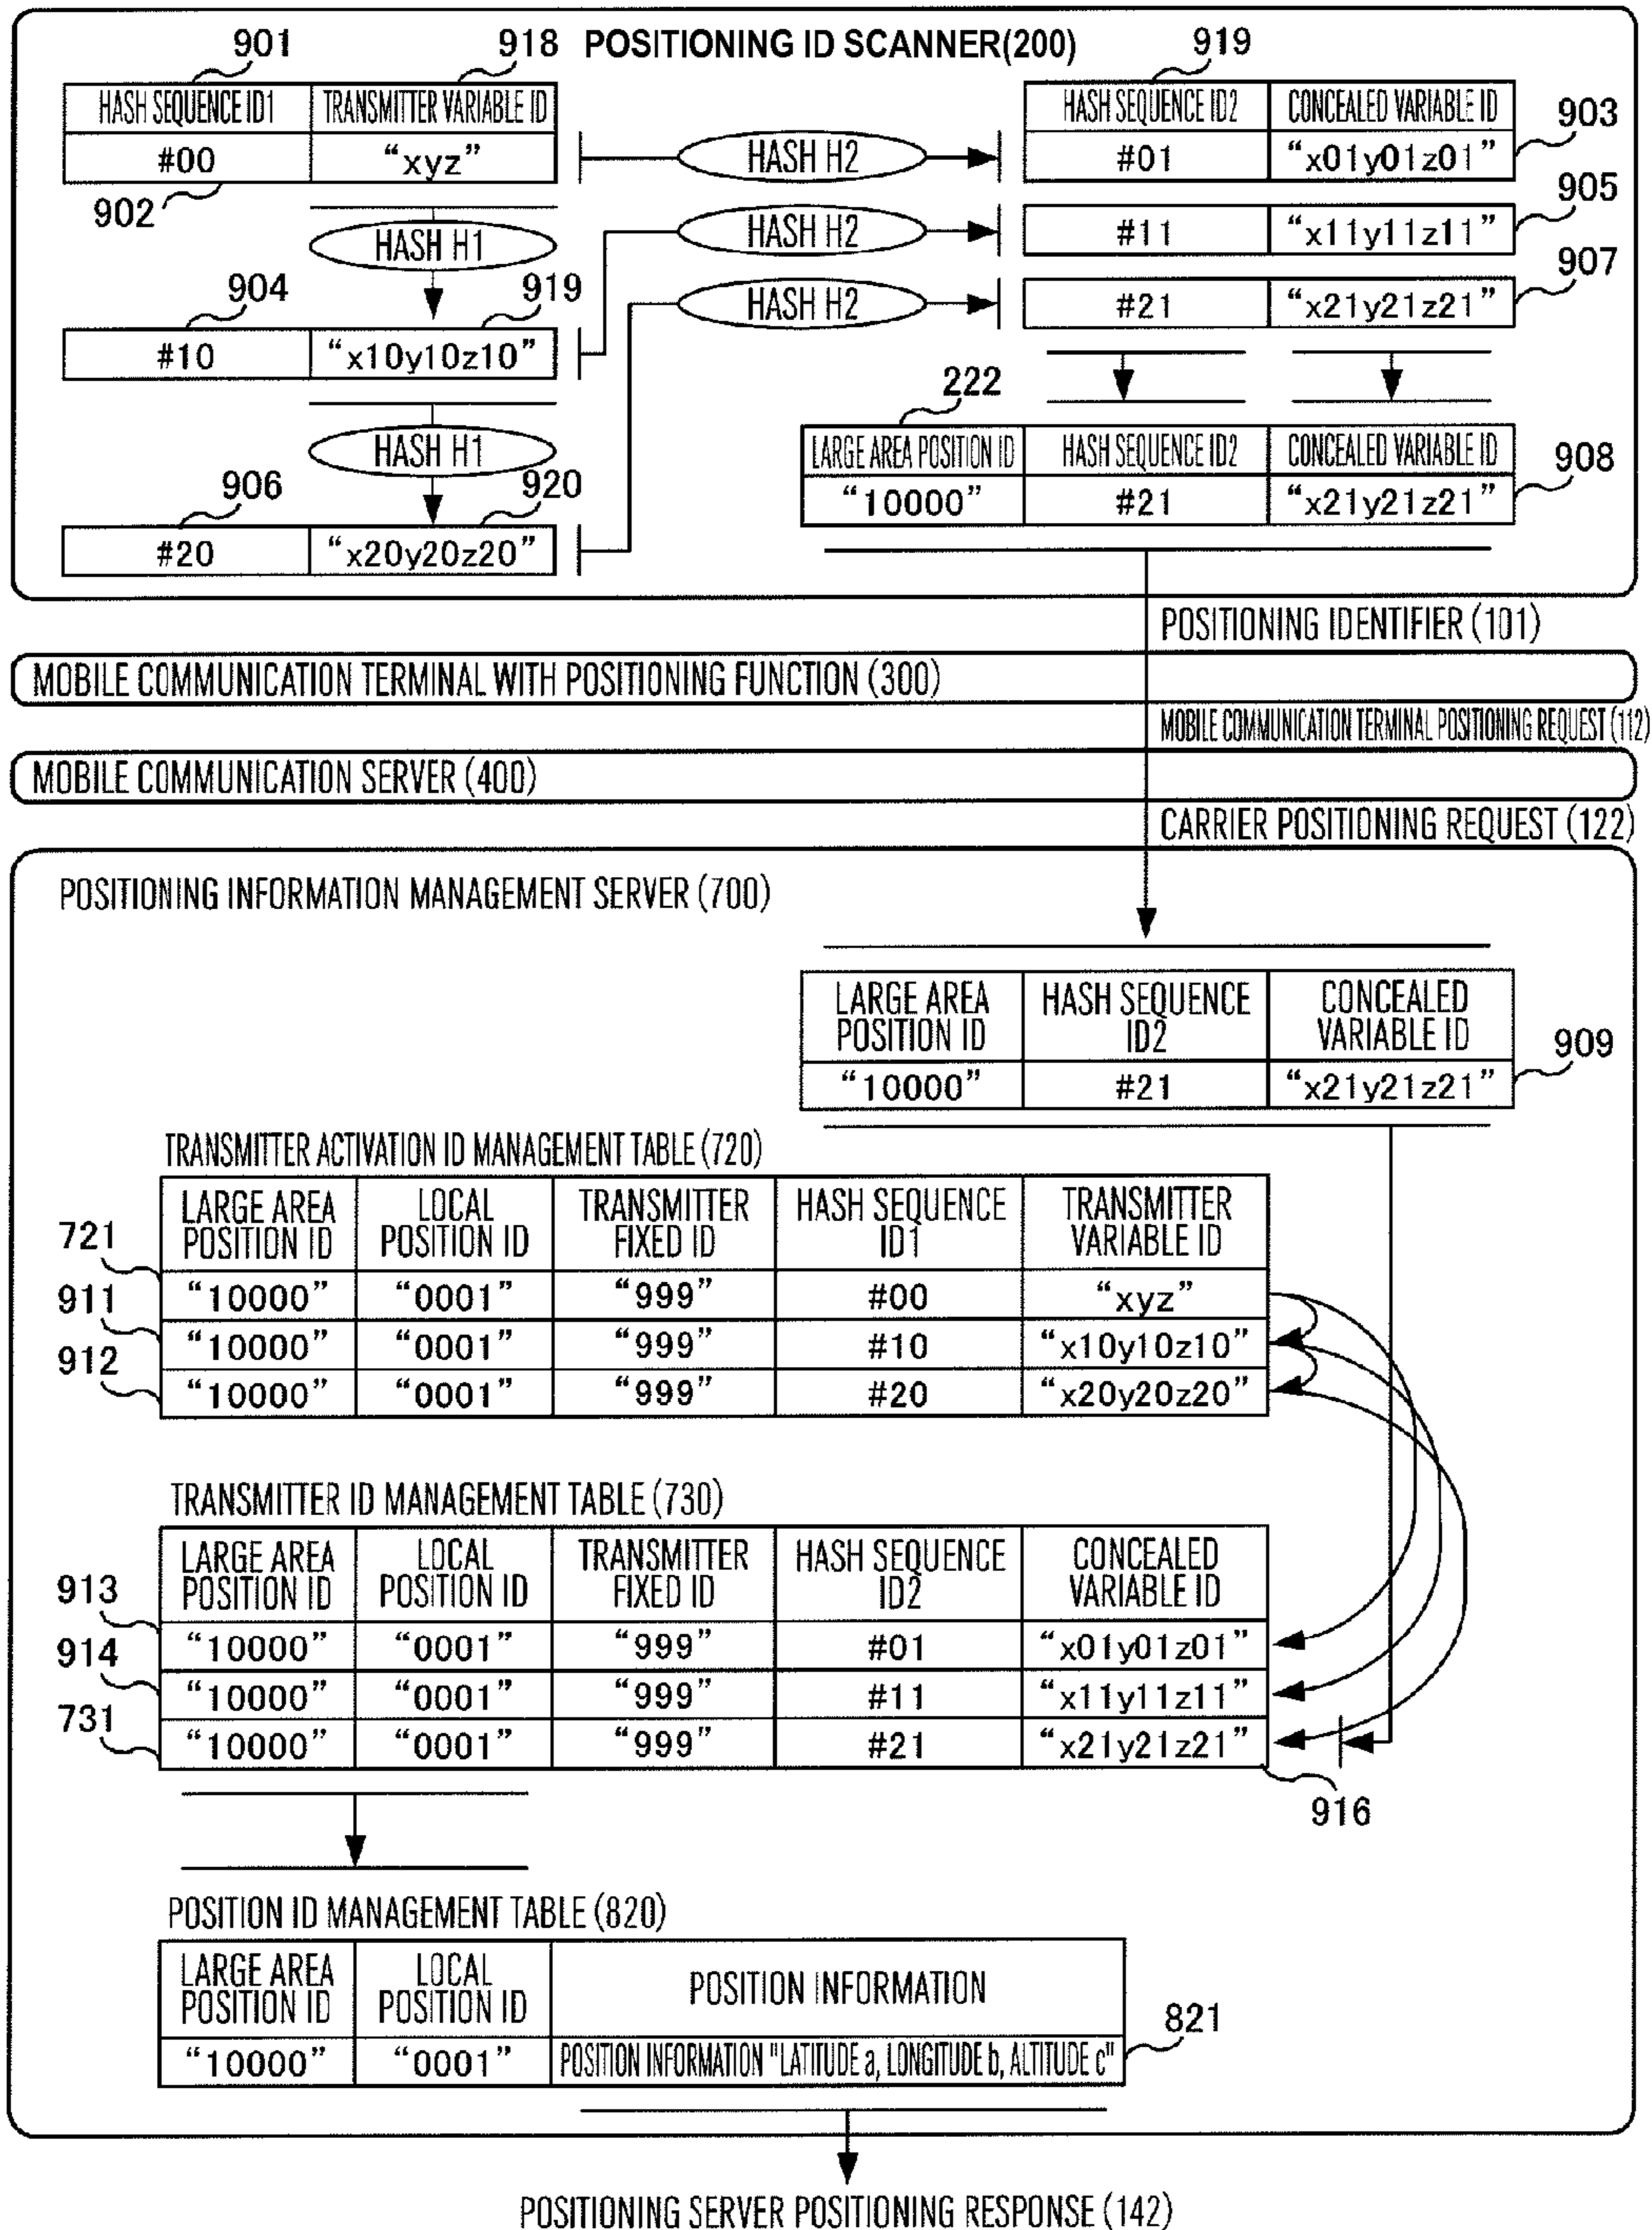 901 918 POSITIONING ID SCANNER(200) 919
HASH SEQUENCE ID1 TRANSMITTER VARIABLE ID HASH SEQUENCE ID2 CONCEALED VARIABLE ID 903
#00 “xyz” HASH H2 #01 “x01y01z01”
902 905
HASH H1 HASH H2 #11 “x11y11z11”
907
904 919 HASH H2 #21 “x21y21z21”
#10 “x10y10z10”
222
HASH H1 LARGE AREA POSITION ID HASH SEQUENCE ID2 CONCEALED VARIABLE ID 908
906 920 “10000” #21 “x21y21z21”
#20 “x20y20z20”
POSITIONING IDENTIFIER (101)
MOBILE COMMUNICATION TERMINAL WITH POSITIONING FUNCTION (300)
MOBILE COMMUNICATION TERMINAL POSITIONING REQUEST (112)
MOBILE COMMUNICATION SERVER (400)
CARRIER POSITIONING REQUEST (122)
POSITIONING INFORMATION MANAGEMENT SERVER (700)
LARGE AREA HASH SEQUENCE CONCEALED
POSITION ID ID2 VARIABLE ID 909
“10000” #21 “x21y21z21”
TRANSMITTER ACTIVATION ID MANAGEMENT TABLE (720)
LARGE AREA LOCAL TRANSMITTER HASH SEQUENCE TRANSMITTER
721 POSITION ID POSITION ID FIXED ID ID1 VARIABLE ID
911 “10000” “0001” “999” #00 “xyz”
912 “10000” “0001” “999” #10 “x10y10z10”
“10000” “0001” “999” #20 “x20y20z20”
TRANSMITTER ID MANAGEMENT TABLE (730)
LARGE AREA LOCAL TRANSMITTER HASH SEQUENCE CONCEALED
913 POSITION ID POSITION ID FIXED ID ID2 VARIABLE ID
914 “10000” “0001” “999” #01 “x01y01z01”
731 “10000” “0001” “999” #11 “x11y11z11”
“10000” “0001” “999” #21 “x21y21z21”
916
POSITION ID MANAGEMENT TABLE (820)
LARGE AREA LOCAL POSITION INFORMATION
POSITION ID POSITION ID 821
“10000” “0001” POSITION INFORMATION "LATITUDE a, LONGITUDE b, ALTITUDE c"
POSITIONING SERVER POSITIONING RESPONSE (142)